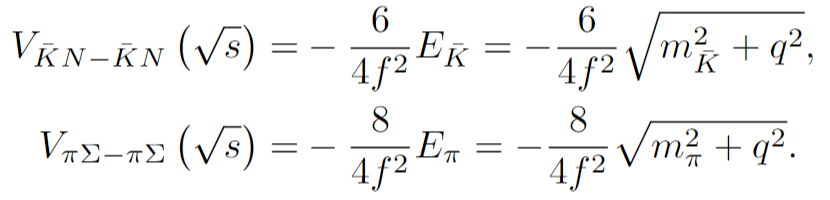 V_{\bar{K}N-\bar{K}N} (\sqrt{s}) = - \frac{6}{4f^2} E_{\bar{K}} = - \frac{6}{4f^2} \sqrt{m_{\bar{K}}^2 + q^2},
V_{\pi\Sigma-\pi\Sigma} (\sqrt{s}) = - \frac{8}{4f^2} E_{\pi} = - \frac{8}{4f^2} \sqrt{m_{\pi}^2 + q^2}.